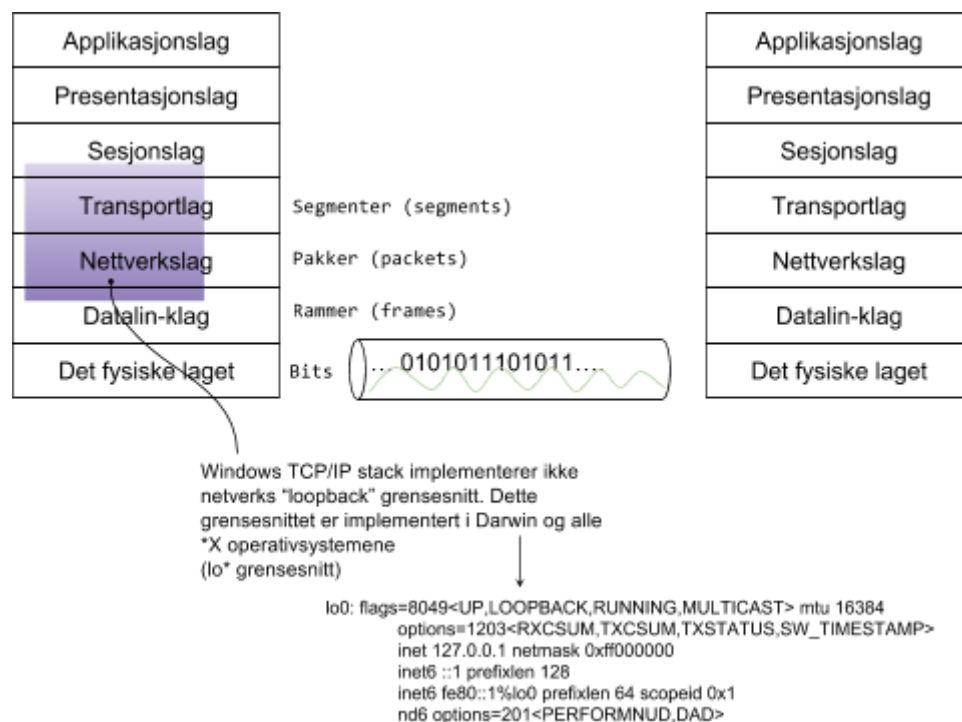 Applikasjonslag
Presentasjonslag
Sesjonslag
Transportlag
Nettverkslag
Datalin-klag
Det fysiske laget
Segmenter (segments)
Pakker (packets)
Rammer (frames)
Bits
... 0101011101011....
Applikasjonslag
Presentasjonslag
Sesjonslag
Transportlag
Nettverkslag
Datalin-klag
Det fysiske laget
Windows TCP/IP stack implementerer ikke
netverks “loopback” grensesnitt. Dette
grensesnittet er implementert i Darwin og alle
*X operativsystemene
(lo* grensesnitt)
lo0: flags=8049<UP,LOOPBACK,RUNNING,MULTICAST> mtu 16384
options=1203<RXCSUM,TXCSUM,TXSTATUS,SW_TIMESTAMP>
inet 127.0.0.1 netmask 0xff000000
inet6 ::1 prefixlen 128
inet6 fe80::1%lo0 prefixlen 64 scopeid 0x1
nd6 options=201<PERFORMNUD,DAD>